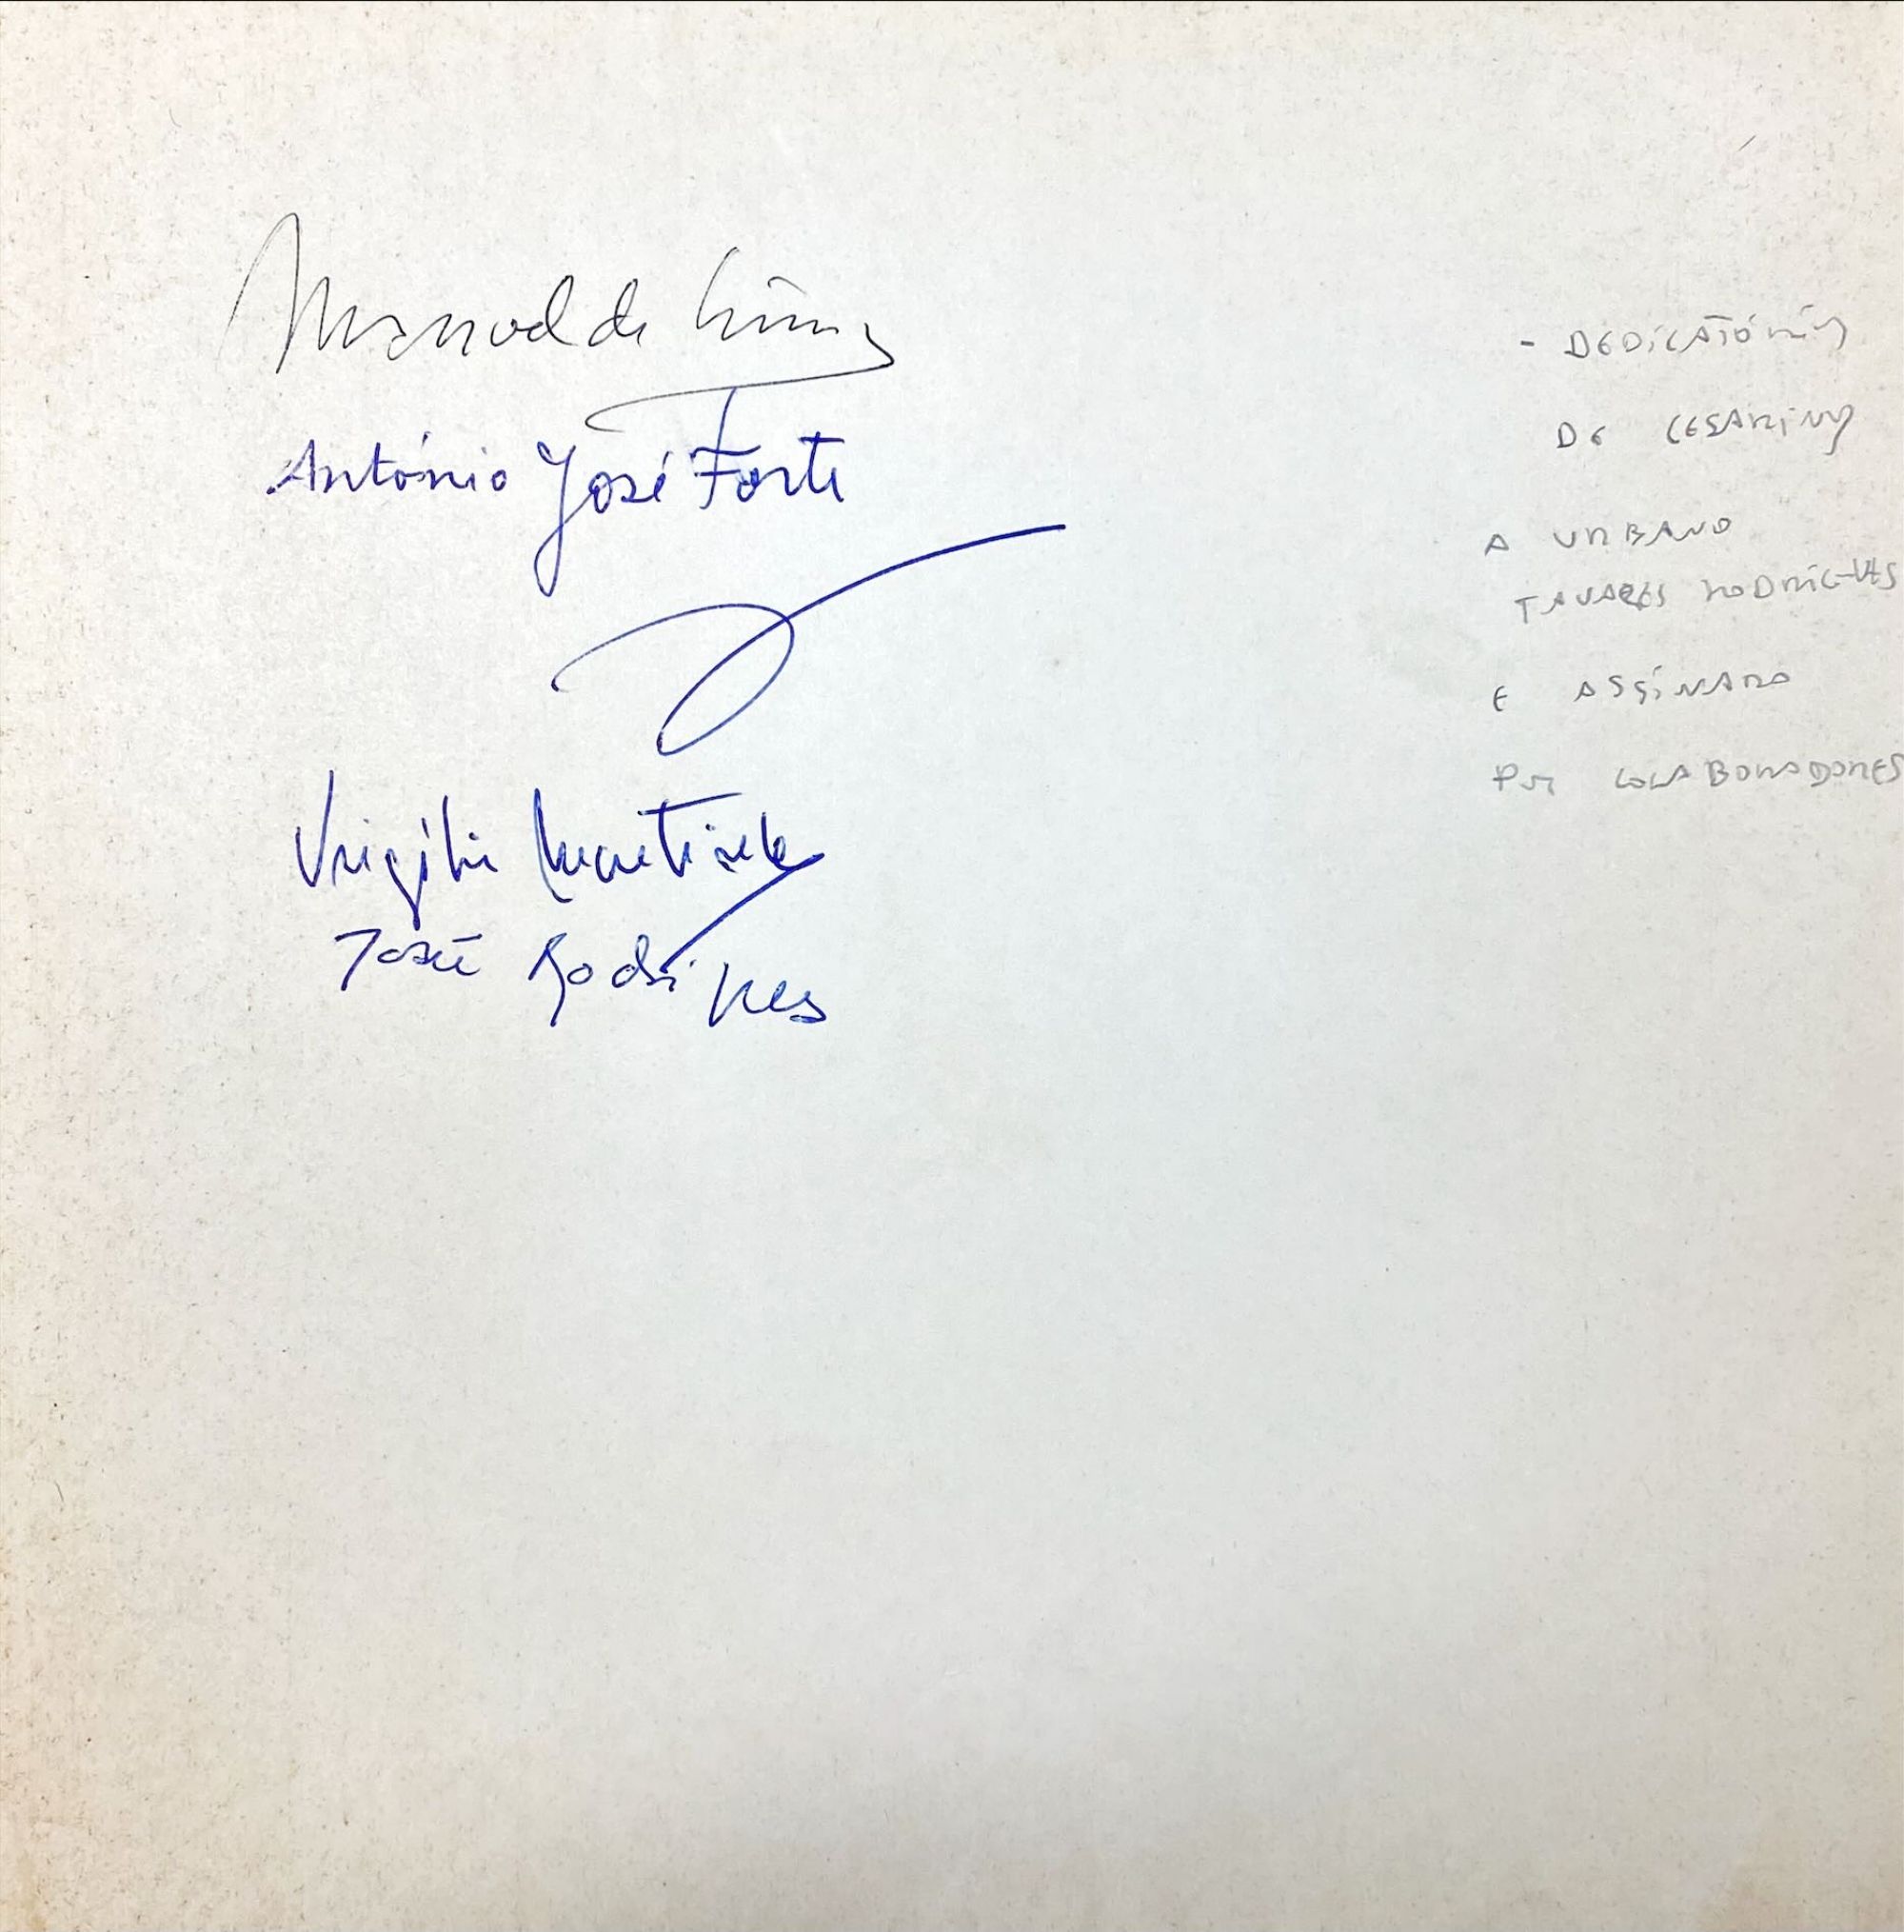 Manuel de Lima
António José Forte
Virgílio Martinho
José Rodrigues
- DEDICATÓRIA
DE CESARINY
A URBANO
TAVARES RODRIGUES
E ASSINADO
POR COLABORADORES